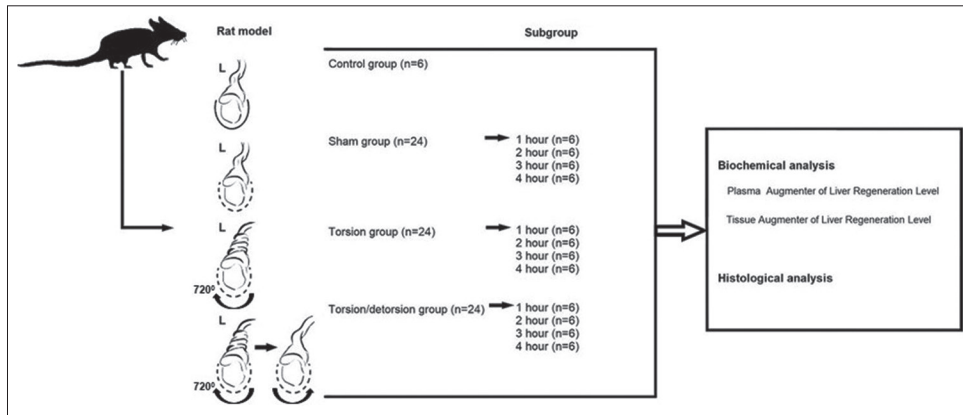 Rat model
Subgroup
L
Control group (n=6)
L
Sham group (n=24)
1 hour (n=6)
2 hour (n=6)
3 hour (n=6)
4 hour (n=6)
L
720⁰
Torsion group (n=24)
1 hour (n=6)
2 hour (n=6)
3 hour (n=6)
4 hour (n=6)
L
720⁰
Torsion/detorsion group (n=24)
1 hour (n=6)
2 hour (n=6)
3 hour (n=6)
4 hour (n=6)
Biochemical analysis
Plasma Augmenter of Liver Regeneration Level
Tissue Augmenter of Liver Regeneration Level
Histological analysis